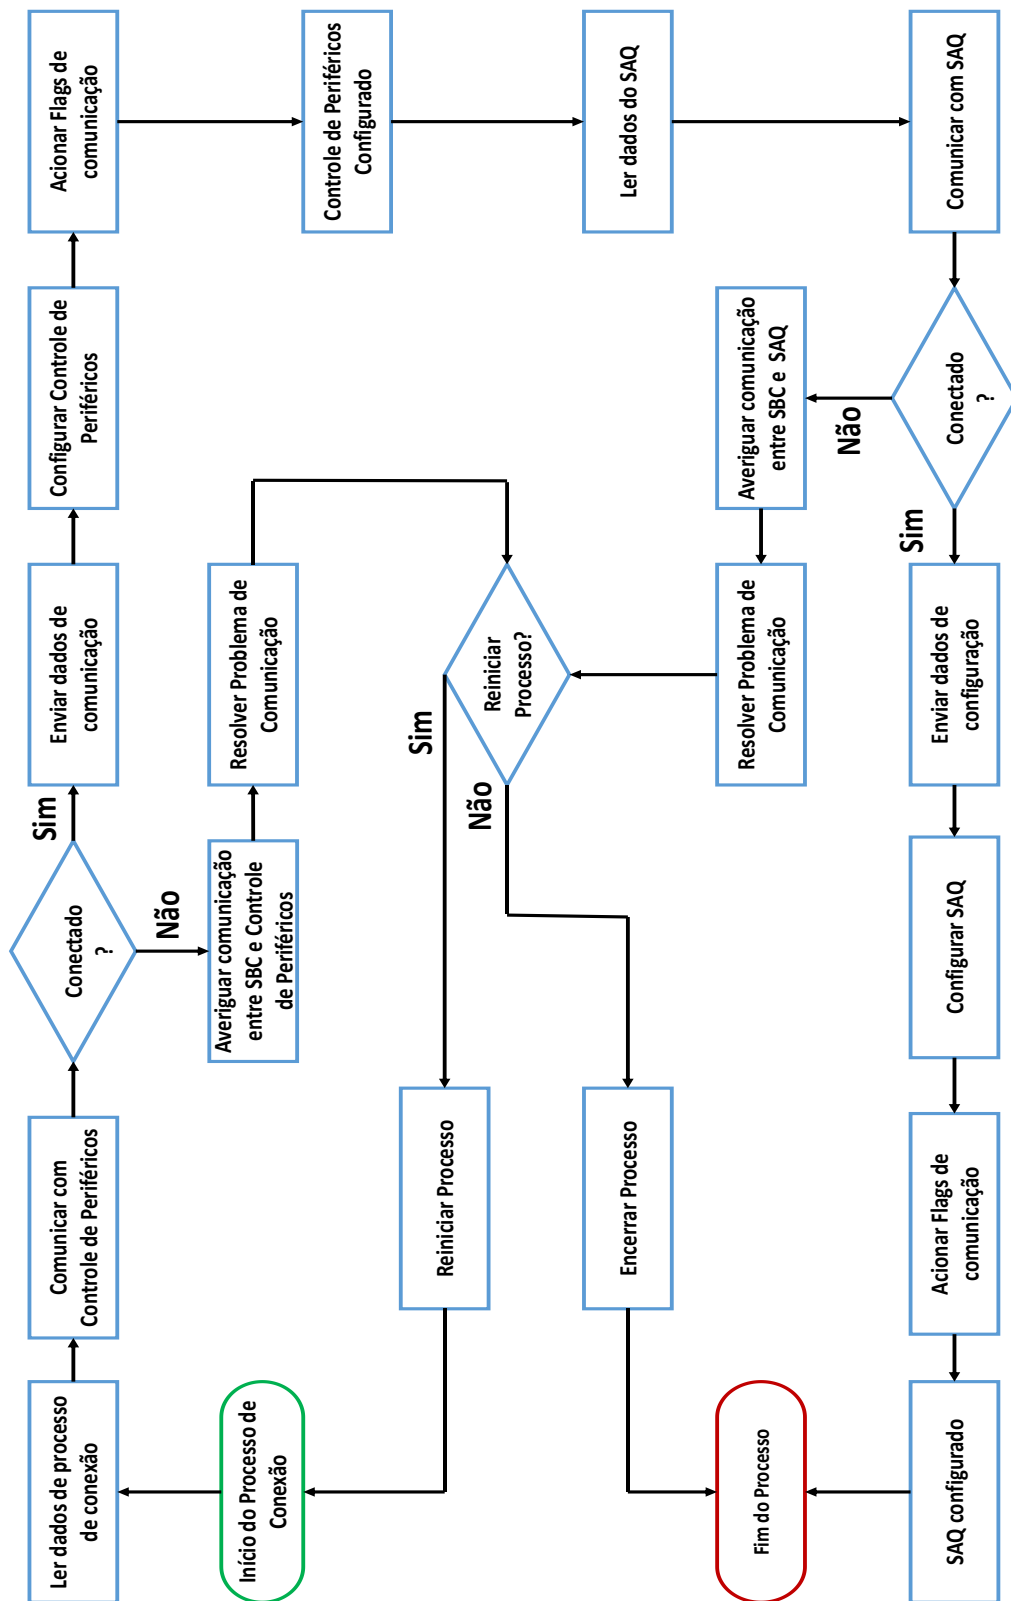 Início do Processo de
Conexão
Ler dados de processo
de conexão
Comunicar com
Controle de Periféricos
Conectado
?
Sim
Não
Enviar dados de
comunicação
Configurar Controle de
Periféricos
Acionar Flags de
comunicação
Averiguar comunicação
entre SBC e Controle
de Periféricos
Resolver Problema de
Comunicação
Controle de Periféricos
Configurado
Ler dados do SAQ
Comunicar com SAQ
Conectado
?
Não
Sim
Averiguar comunicação
entre SBC e SAQ
Resolver Problema de
Comunicação
Reiniciar
Processo?
Sim
Não
Reiniciar Processo
Encerrar Processo
Enviar dados de
configuração
Configurar SAQ
Acionar Flags de
comunicação
SAQ configurado
Fim do Processo